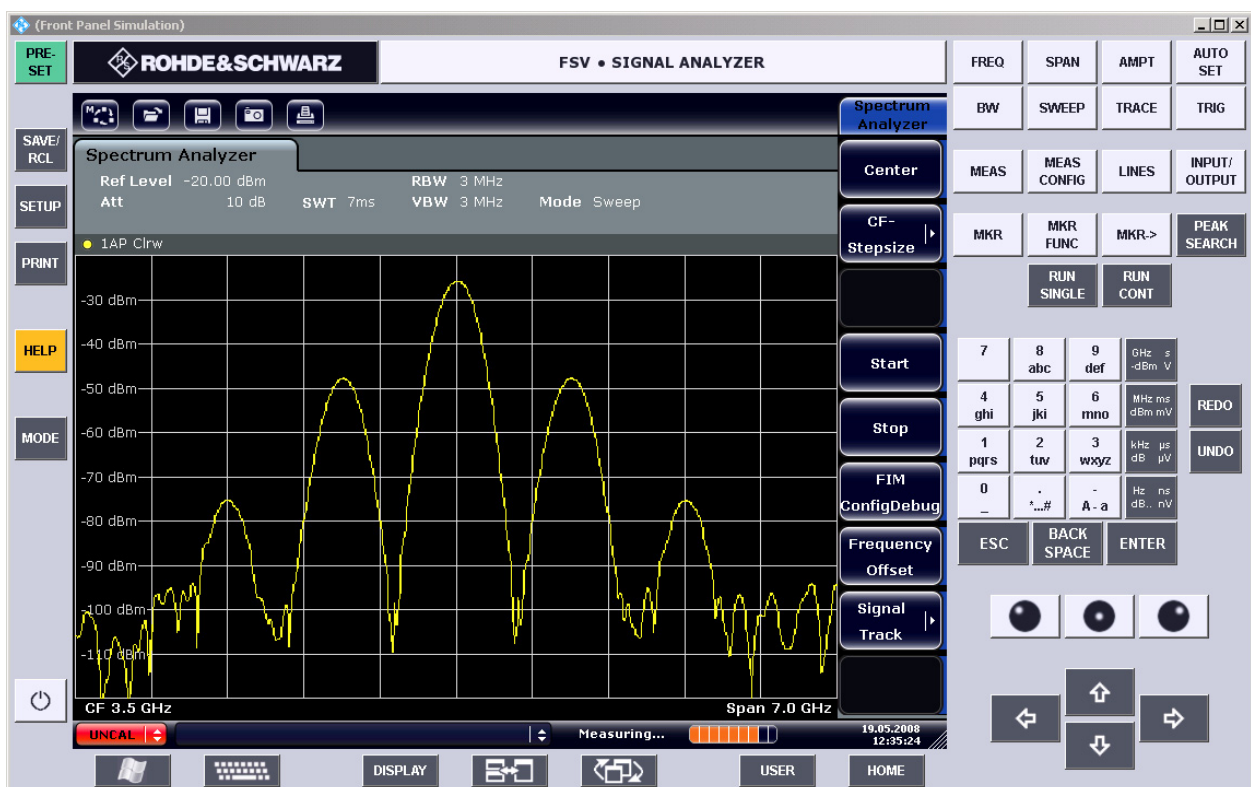 (Front Panel Simulation)
PRE-
SET
ROHDE&SCHWARZ
FSV • SIGNAL ANALYZER
FREQ
SPAN
AMPT
AUTO
SET
BW
SWEEP
TRACE
TRIG
Spectrum
Analyzer
SAVE/
RCL
SETUP
PRINT
HELP
MODE
Spectrum Analyzer
Ref Level -20.00 dBm
RBW 3 MHz
Att 10 dB SWT 7ms VBW 3 MHz Mode Sweep
1AP Clrw
-30 dBm
-40 dBm
-50 dBm
-60 dBm
-70 dBm
-80 dBm
-90 dBm
-100 dBm
-110 dBm
CF 3.5 GHz
Span 7.0 GHz
UNCAL
Measuring...
19.05.2008
12:35:24
Center
CF-
Stepsize
Start
Stop
FIM
ConfigDebug
Frequency
Offset
Signal
Track
MEAS
MEAS
CONFIG
LINES
INPUT/
OUTPUT
MKR
MKR
FUNC
MKR->
PEAK
SEARCH
RUN
SINGLE
RUN
CONT
7
8
abc
9
def
GHz s
-dBm V
4
ghi
5
jki
6
mno
MHz ms
dBm mV
REDO
1
pqrs
2
tuv
3
wxyz
kHz µs
dB µV
UNDO
0
_
.
*...#
-
A-a
Hz ns
dB.. nV
ESC
BACK
SPACE
ENTER
DISPLAY
USER
HOME